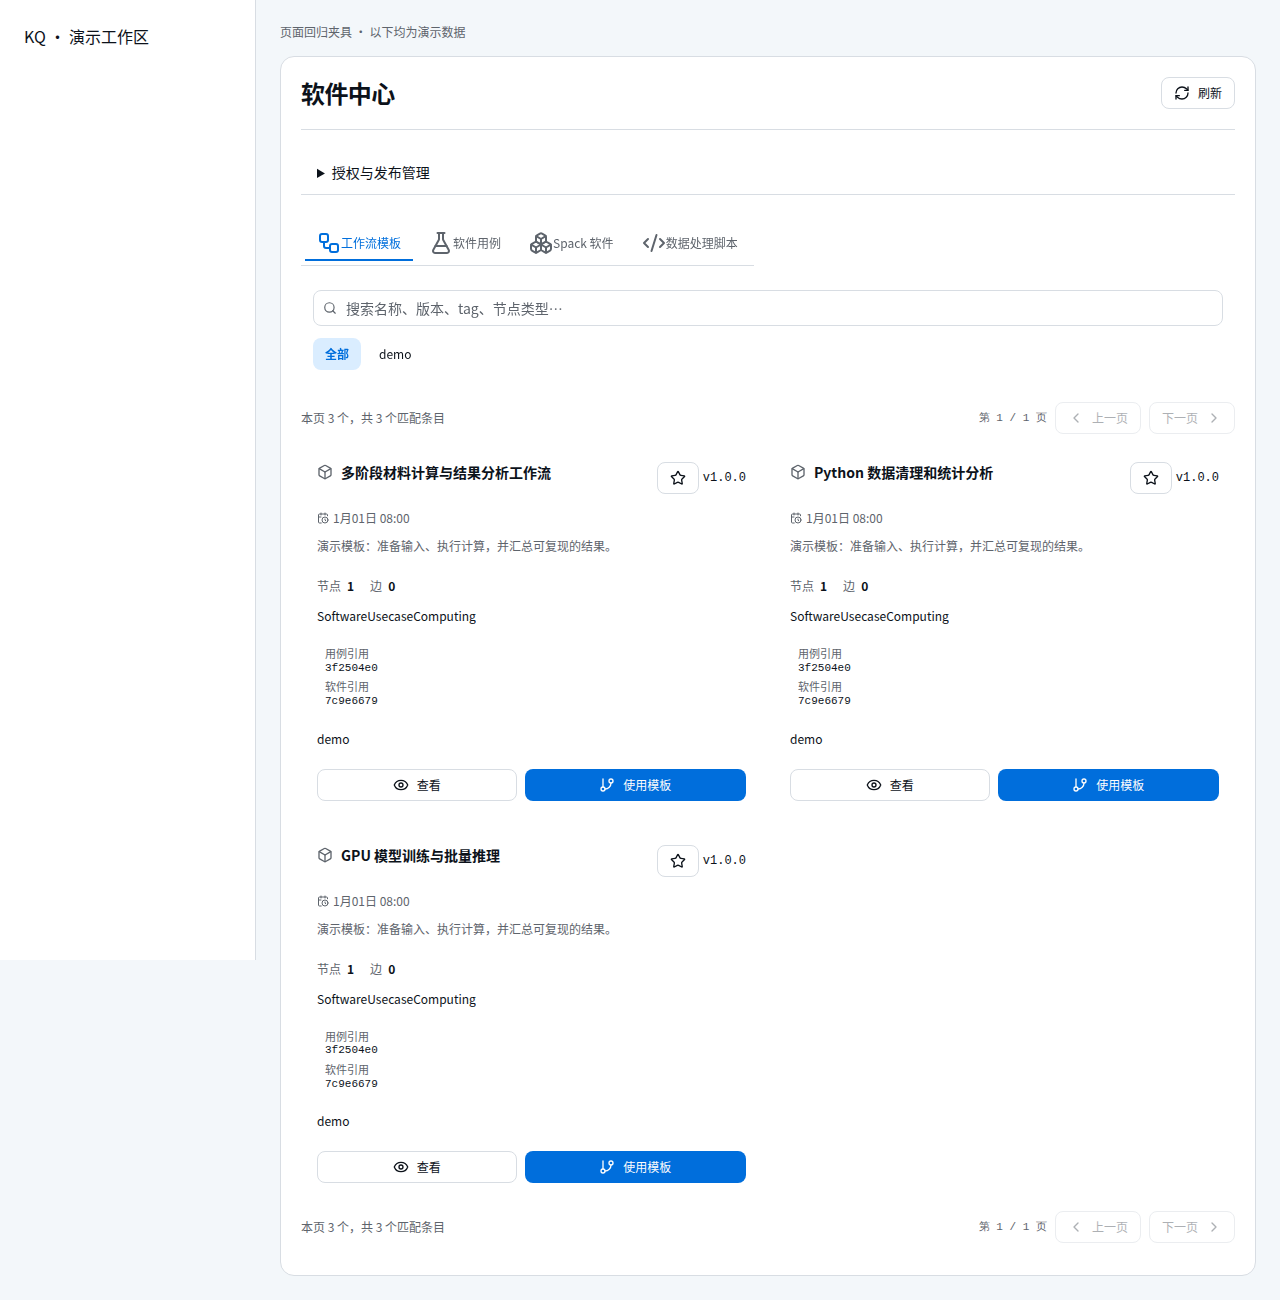 KQ · 演示工作区
页面回归夹具 · 以下均为演示数据
软件中心
刷新
授权与发布管理
工作流模板 软件用例 Spack 软件 数据处理脚本
搜索名称、版本、tag、节点类型…
全部 demo
本页 3 个，共 3 个匹配条目 第 1 / 1 页 上一页 下一页
多阶段材料计算与结果分析工作流 v1.0.0
1月01日 08:00
演示模板：准备输入、执行计算，并汇总可复现的结果。
节点 1 边 0
SoftwareUsecaseComputing
用例引用
3f2504e0
软件引用
7c9e6679
demo
查看 使用模板
Python 数据清理和统计分析 v1.0.0
1月01日 08:00
演示模板：准备输入、执行计算，并汇总可复现的结果。
节点 1 边 0
SoftwareUsecaseComputing
用例引用
3f2504e0
软件引用
7c9e6679
demo
查看 使用模板
GPU 模型训练与批量推理 v1.0.0
1月01日 08:00
演示模板：准备输入、执行计算，并汇总可复现的结果。
节点 1 边 0
SoftwareUsecaseComputing
用例引用
3f2504e0
软件引用
7c9e6679
demo
查看 使用模板
本页 3 个，共 3 个匹配条目 第 1 / 1 页 上一页 下一页